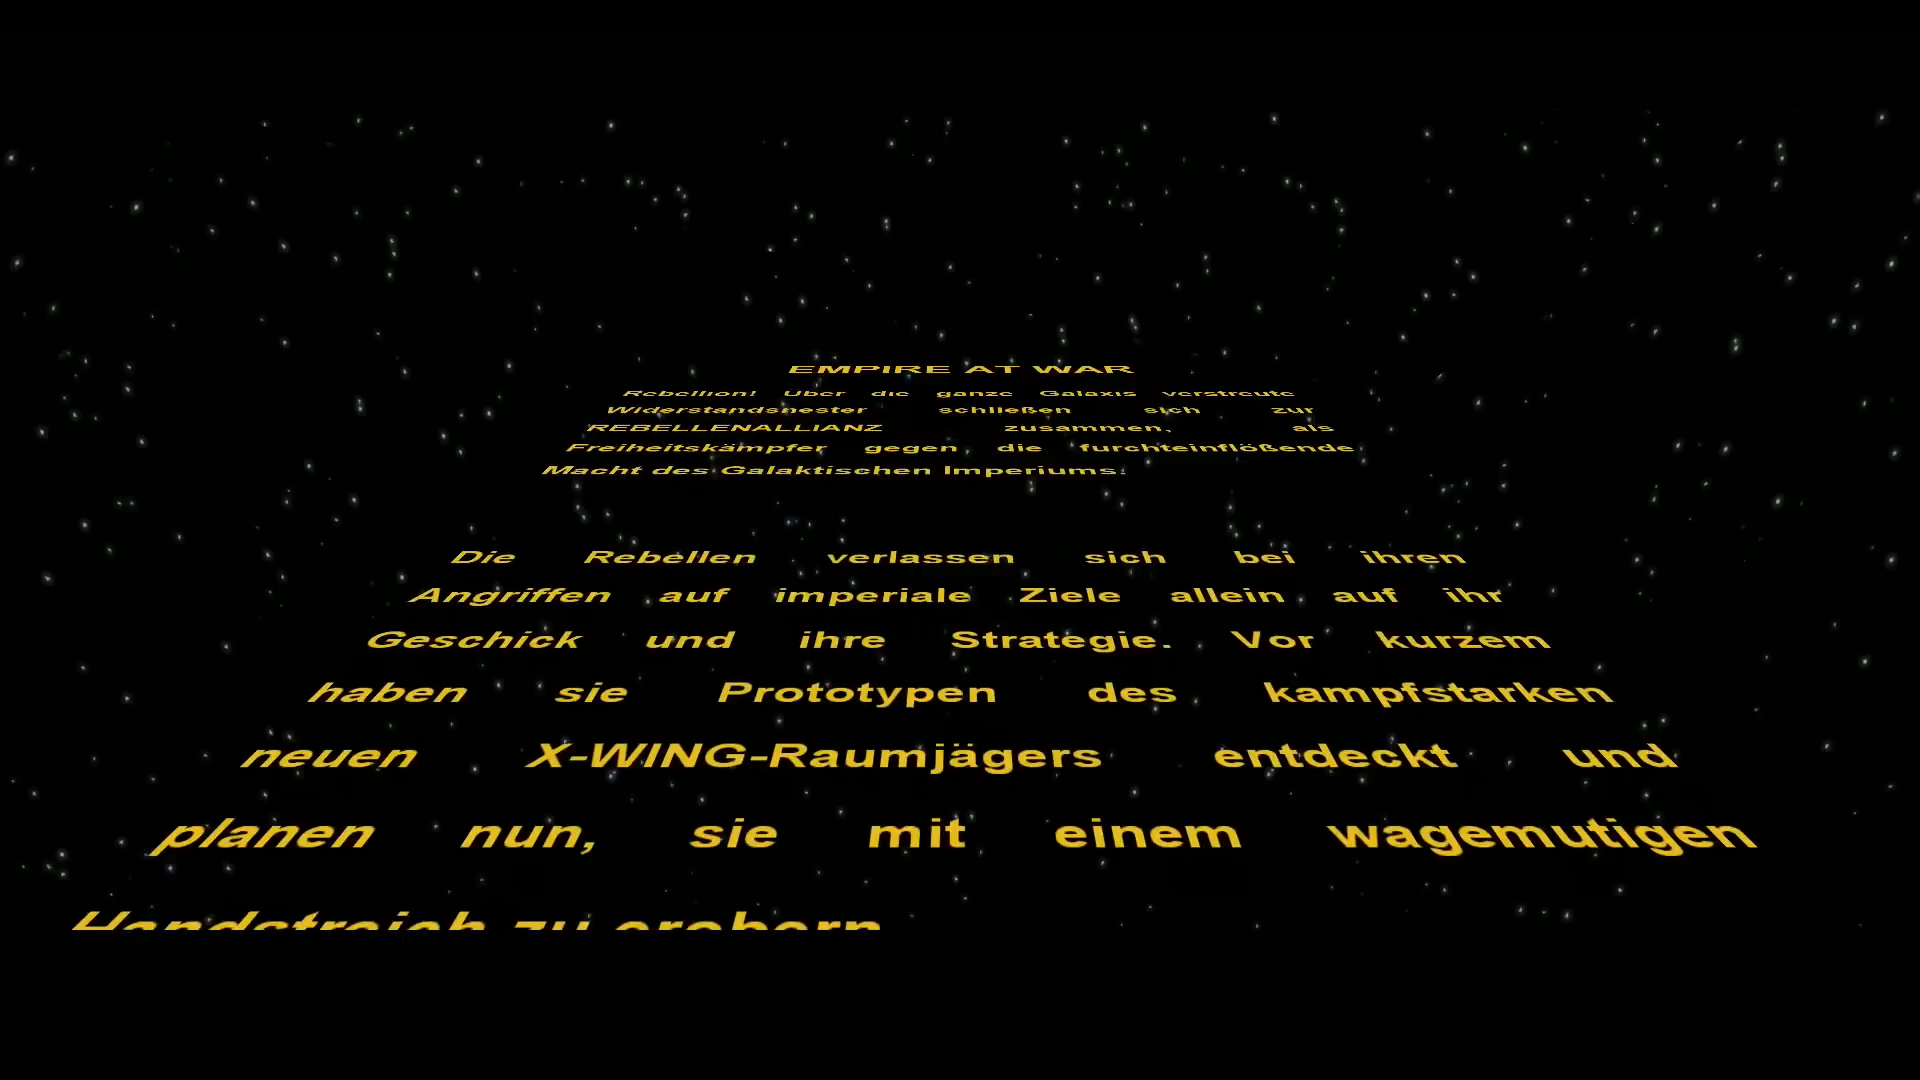 EMPIRE AT WAR
Rebellion! Über die ganze Galaxis verstreute
Widerstandsnester schließen sich zur
REBELLENALLIANZ zusammen, als
Freiheitskämpfer gegen die furchteinflößende
Macht des Galaktischen Imperiums.
Die Rebellen verlassen sich bei ihren
Angriffen auf imperiale Ziele allein auf ihr
Geschick und ihre Strategie. Vor kurzem
haben sie Prototypen des kampfstarken
neuen X-WING-Raumjägers entdeckt und
planen nun, sie mit einem wagemutigen
Handstreich zu erobern